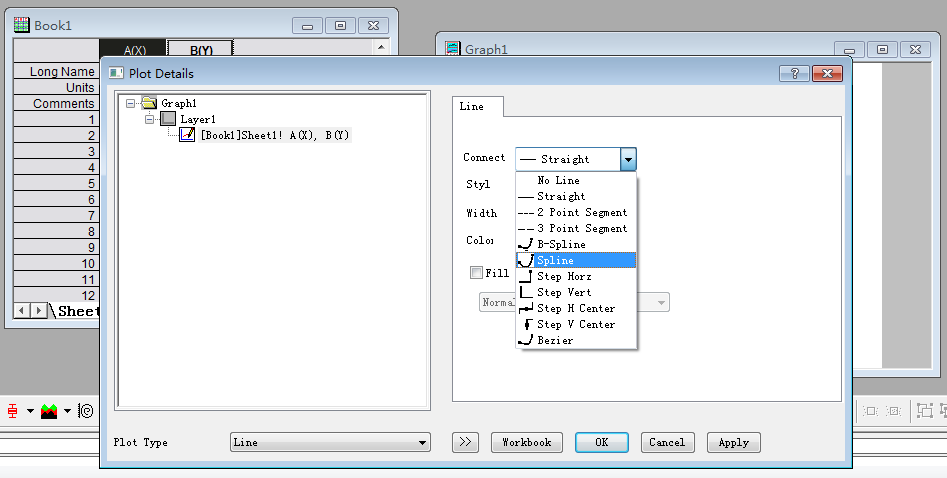 Book1
A(X) B(Y)
Long Name
Units
Comments
1
2
3
4
5
6
7
8
9
10
11
12
Sheet
Graph1
Plot Details
Graph1
Layer1
[Book1]Sheet1! A(X), B(Y)
Line
Connect
Straight
No Line
Straight
2 Point Segment
3 Point Segment
B-Spline
Spline
Step Horz
Step Vert
Step H Center
Step V Center
Bezier
Styl
Width
Color
Fill
Norma
Plot Type
Line
>>
Workbook
OK
Cancel
Apply